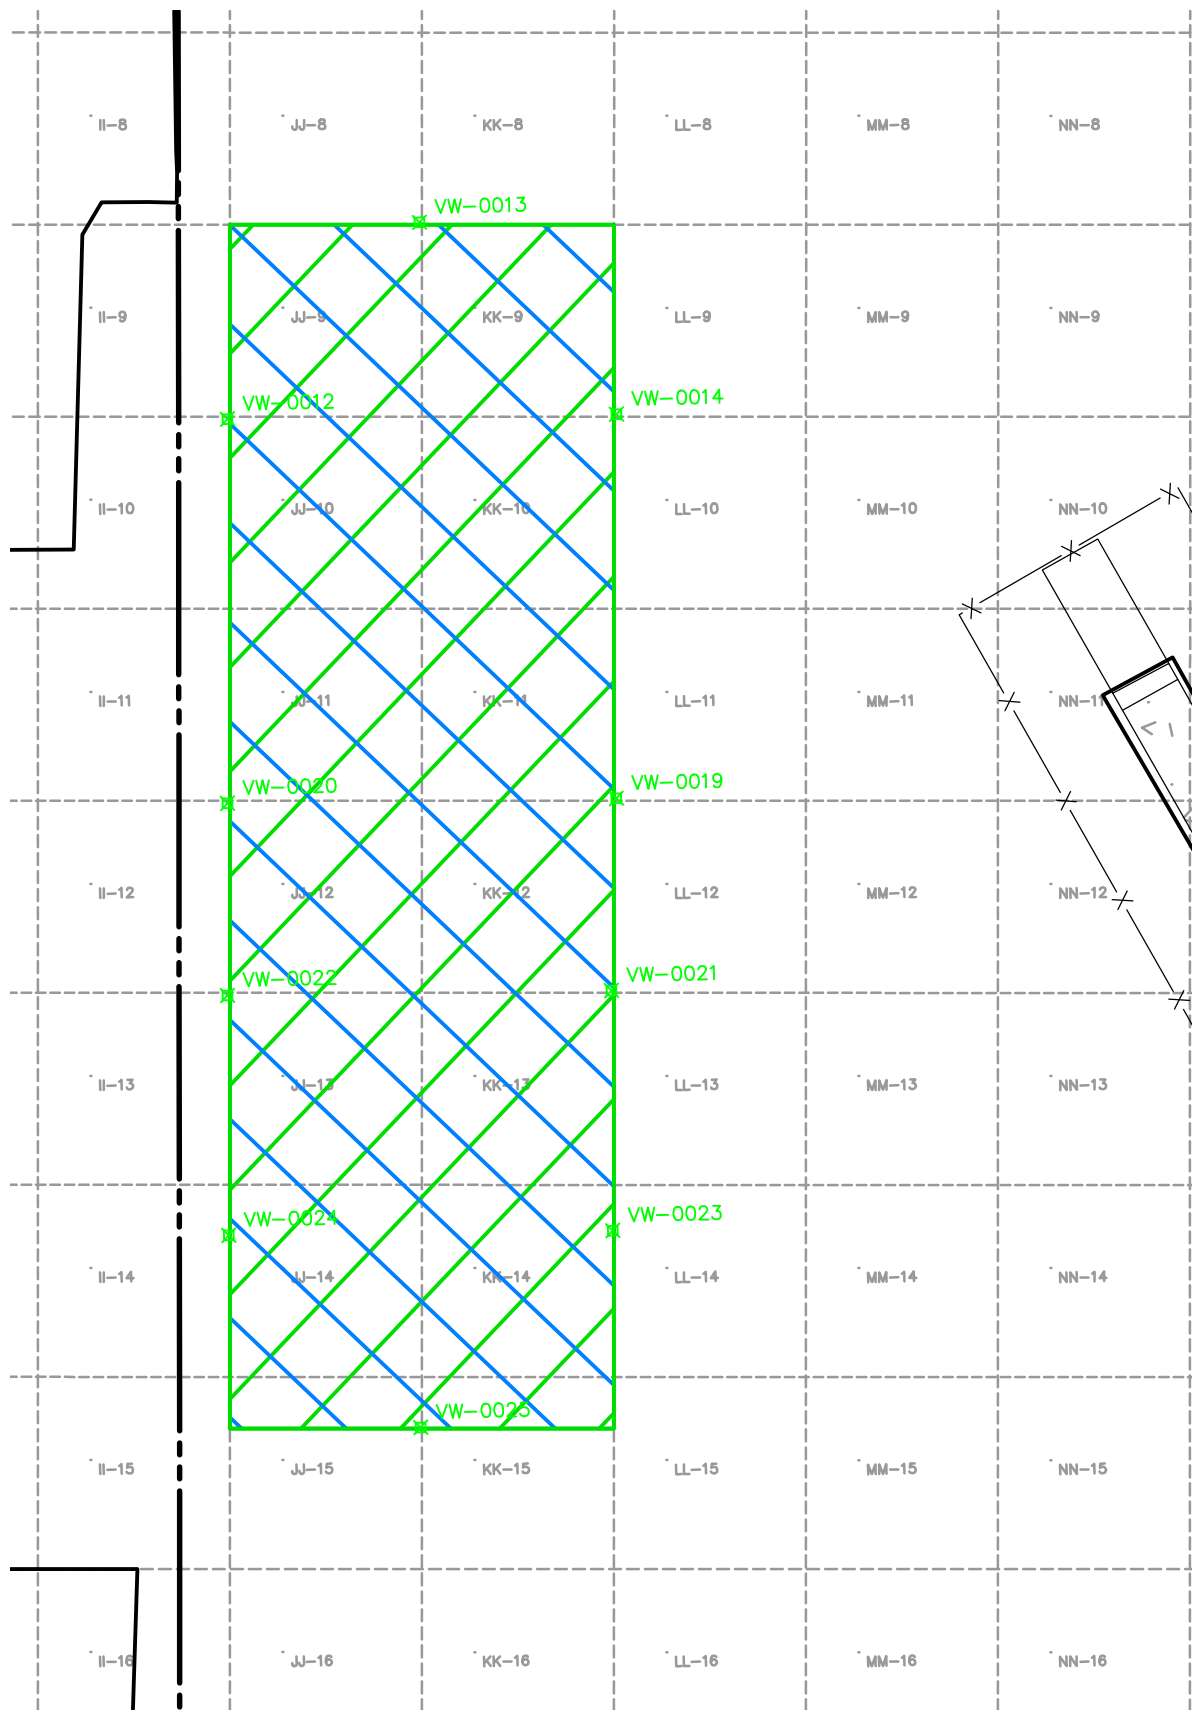 II-8 JJ-8 KK-8 LL-8 MM-8 NN-8
VW-0013
II-9 JJ-9 KK-9 LL-9 MM-9 NN-9
VW-0012 VW-0014
II-10 JJ-10 KK-10 LL-10 MM-10 NN-10
II-11 JJ-11 KK-11 LL-11 MM-11 NN-11
VW-0020 VW-0019
II-12 JJ-12 KK-12 LL-12 MM-12 NN-12
VW-0022 VW-0021
II-13 JJ-13 KK-13 LL-13 MM-13 NN-13
VW-0024 VW-0023
II-14 JJ-14 KK-14 LL-14 MM-14 NN-14
VW-0025
II-15 JJ-15 KK-15 LL-15 MM-15 NN-15
II-16 JJ-16 KK-16 LL-16 MM-16 NN-16